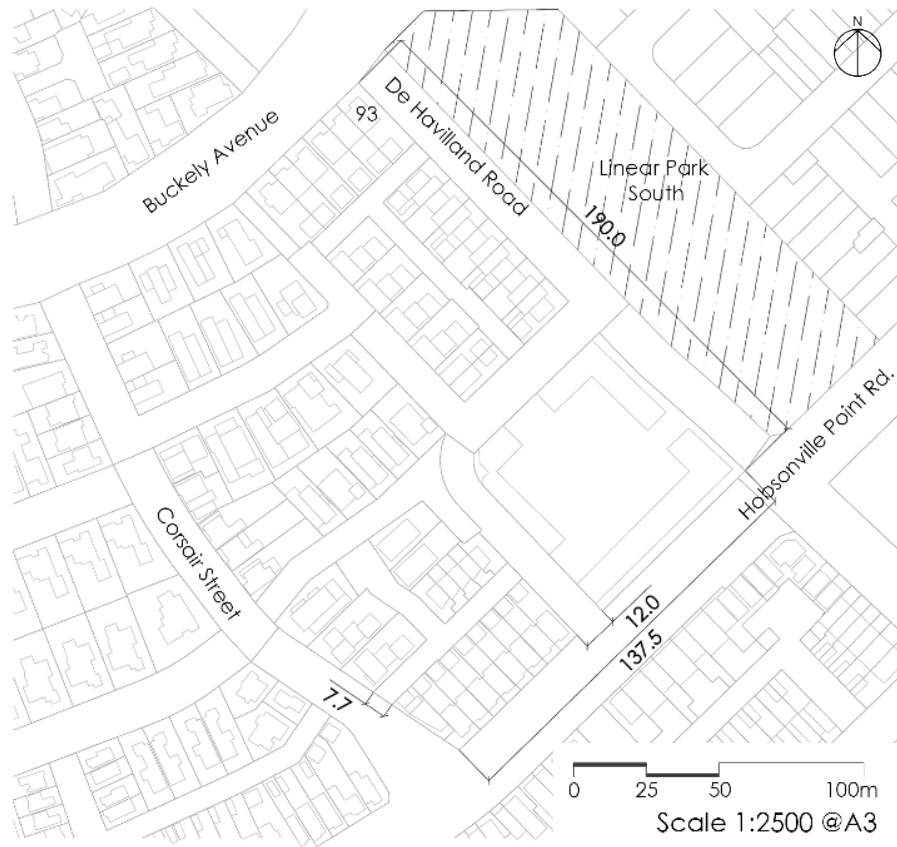 N
De Havilland Road
93
Buckely Avenue
Linear Park
South
190.0
Hobsonville Point Rd.
Corsair Street
12.0
137.5
7.7
0 25 50 100m
Scale 1:2500 @A3